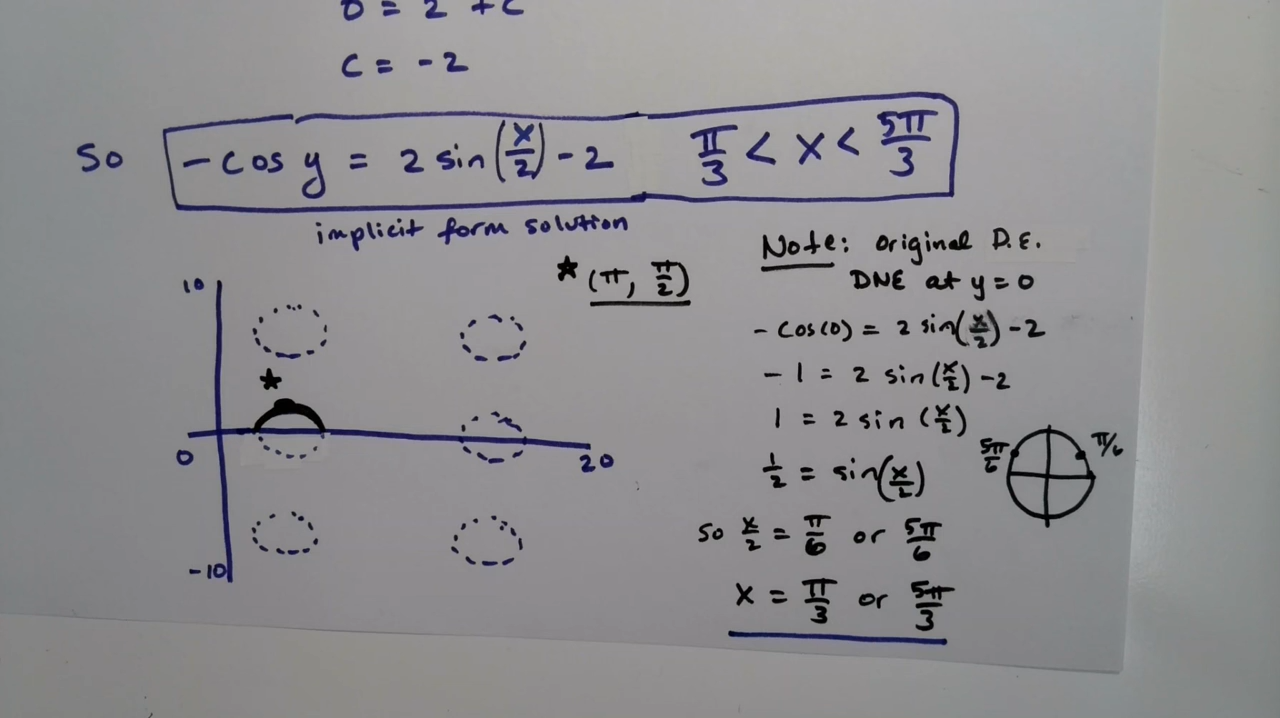 0 = 2 + C
C = -2
So -cos y = 2 sin(x/2) - 2 π/3 < x < 5π/3
implicit form solution
* (π, π/2)
10
*
0
20
-10
Note: original D.E.
DNE at y = 0
-cos(0) = 2 sin(x/2) - 2
-1 = 2 sin(x/2) - 2
1 = 2 sin(x/2)
1/2 = sin(x/2)
5π/6 π/6
so x/2 = π/6 or 5π/6
x = π/3 or 5π/3